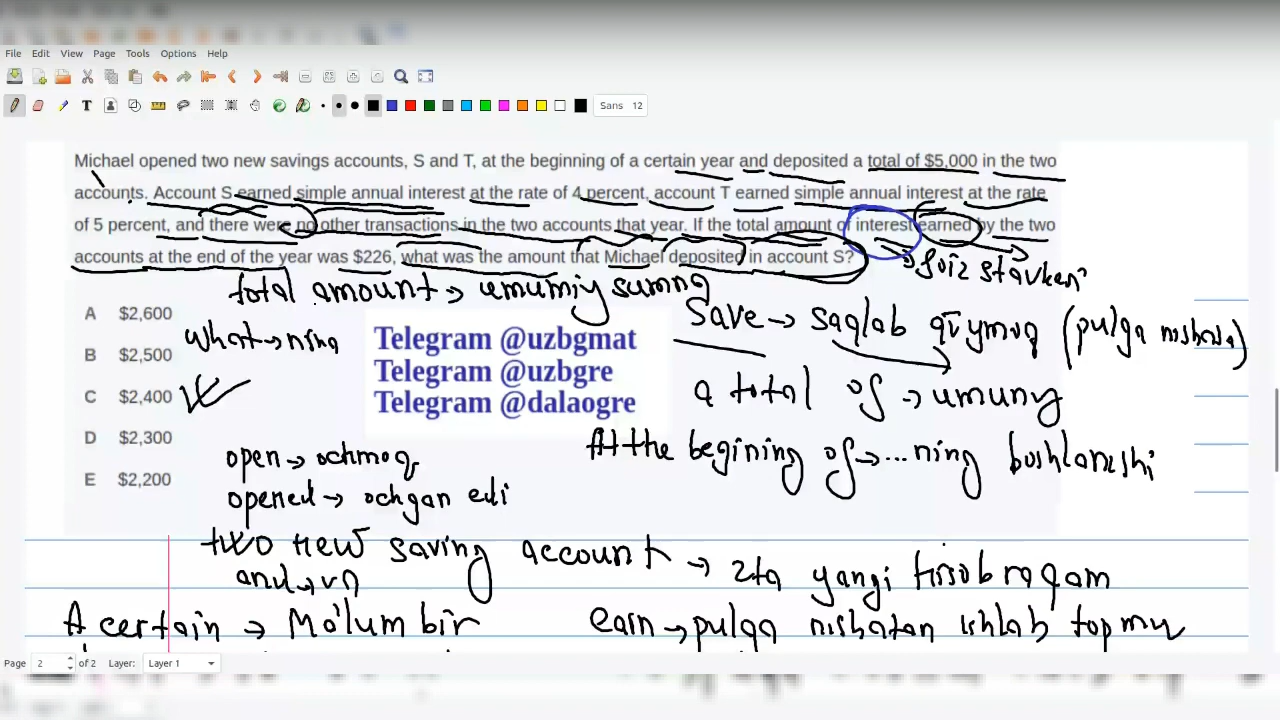 File Edit View Page Tools Options Help
Sans 12
Michael opened two new savings accounts, S and T, at the beginning of a certain year and deposited a total of $5,000 in the two
accounts. Account S earned simple annual interest at the rate of 4 percent, account T earned simple annual interest at the rate
of 5 percent, and there were no other transactions in the two accounts that year. If the total amount of interest earned by the two
accounts at the end of the year was $226, what was the amount that Michael deposited in account S?
→ foiz stavkasi
total amount → umumiy summa
A $2,600
save → saqlab qo'ymoq (pulga nisbatan)
what → nima
Telegram @uzbgmat
B $2,500
Telegram @uzbgre
C $2,400
Telegram @dalaogre
a total of → umumiy
D $2,300
At the begining of → ...ning boshlanishi
open → ochmoq
E $2,200
opened → ochgan edi
two new saving account → 2ta yangi hisob raqam
and → va
A certain → Ma'lum bir
earn → pulga nisbatan ishlab topmoq
Page 2 of 2 Layer: Layer 1